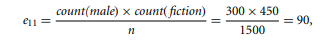 e₁₁ = count(male) × count(fiction) / n = 300 × 450 / 1500 = 90,